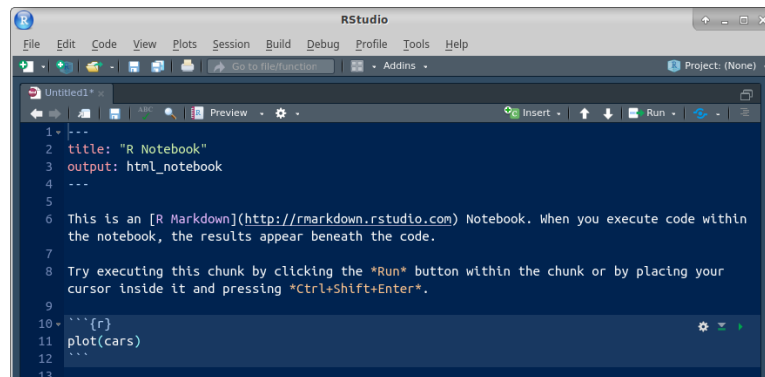 R
RStudio
File Edit Code View Plots Session Build Debug Profile Tools Help
Go to file/function
Addins
Project: (None)
Untitled1*
ABC
Preview
Insert
Run
1 ---
2 title: "R Notebook"
3 output: html_notebook
4 ---
5
6 This is an [R Markdown](http://rmarkdown.rstudio.com) Notebook. When you execute code within
the notebook, the results appear beneath the code.
7
8 Try executing this chunk by clicking the *Run* button within the chunk or by placing your
cursor inside it and pressing *Ctrl+Shift+Enter*.
9
10 ```{r}
11 plot(cars)
12 ```
13